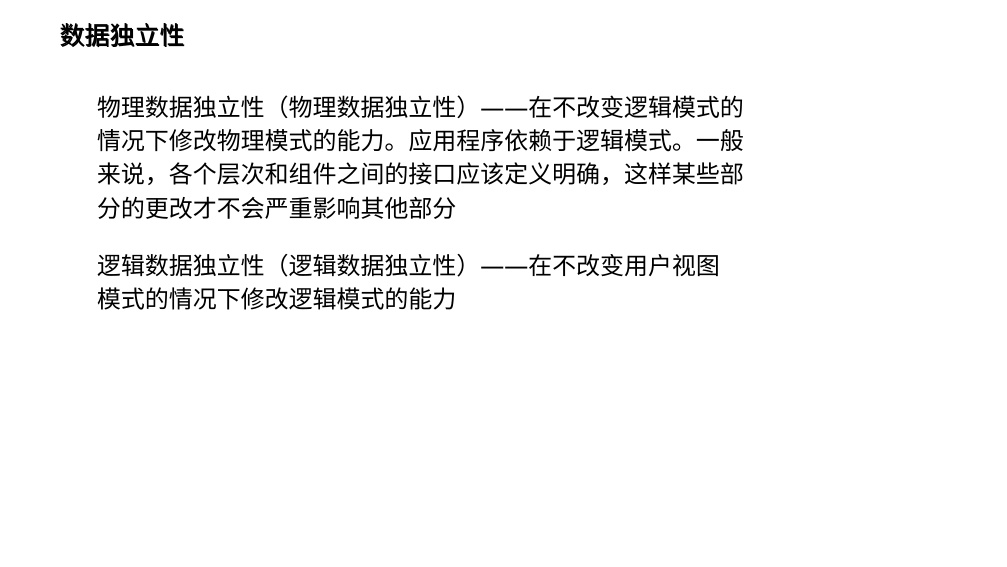 数据独立性
物理数据独立性（物理数据独立性）——在不改变逻辑模式的
情况下修改物理模式的能力。应用程序依赖于逻辑模式。一般
来说，各个层次和组件之间的接口应该定义明确，这样某些部
分的更改才不会严重影响其他部分
逻辑数据独立性（逻辑数据独立性）——在不改变用户视图
模式的情况下修改逻辑模式的能力